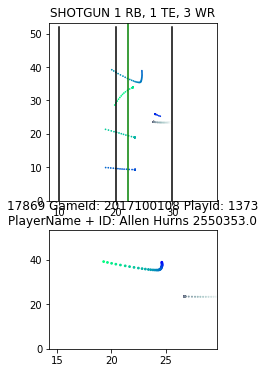 SHOTGUN 1 RB, 1 TE, 3 WR
50
40
30
20
10
0
10 20 30
17869 GameId: 2017100108 PlayId: 1373
PlayerName + ID: Allen Hurns 2550353.0
40
20
0
15 20 25